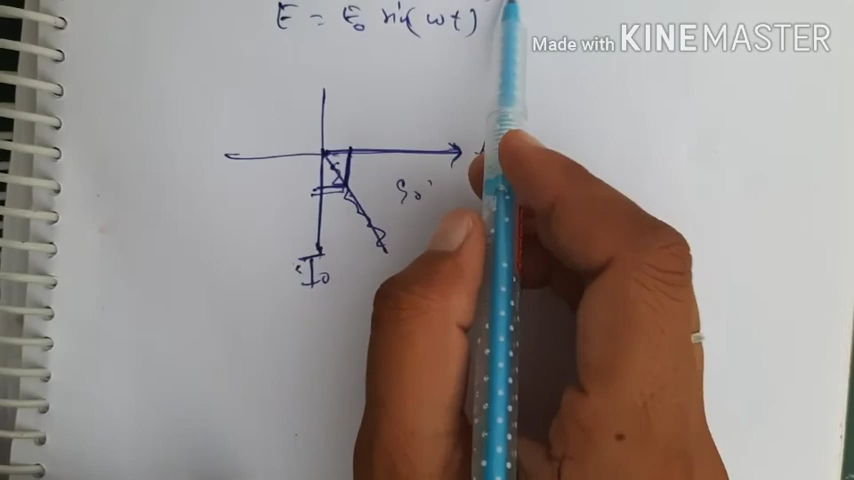 E = E₀ sin(ωt)
Made with KINEMASTER
90°
I₀